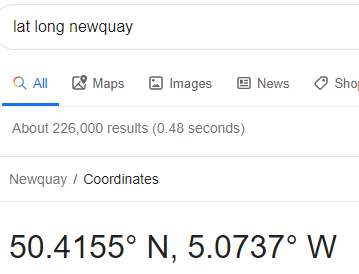 lat long newquay
All Maps Images News
About 226,000 results (0.48 seconds)
Newquay / Coordinates
50.4155° N, 5.0737° W